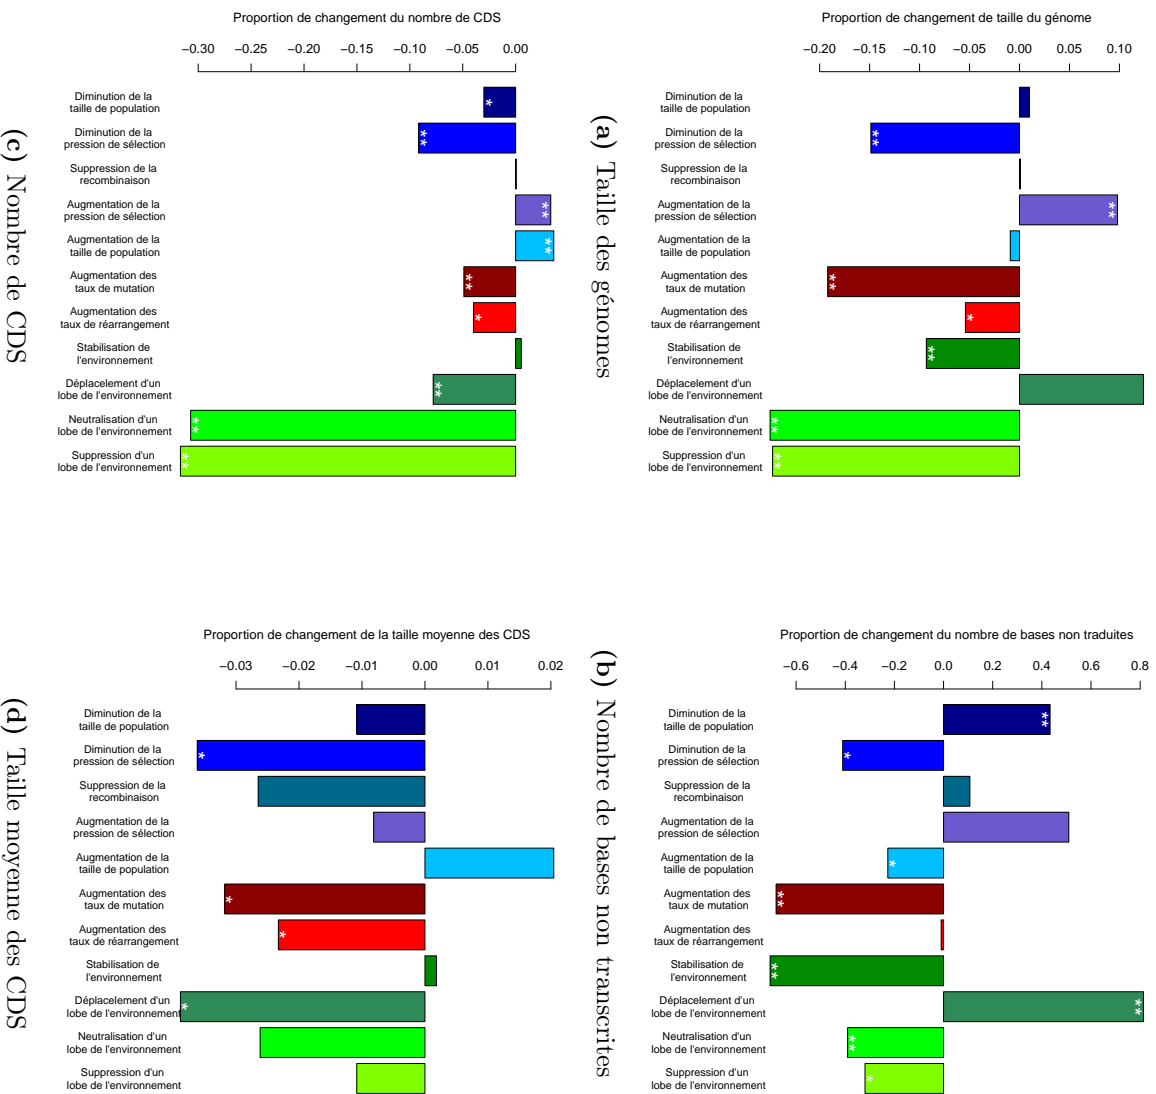 Proportion de changement de taille du génome
−0.20 −0.15 −0.10 −0.05 0.00 0.05 0.10
Diminution de la
taille de population
Diminution de la
pression de sélection
Suppression de la
recombinaison
Augmentation de la
pression de sélection
Augmentation de la
taille de population
Augmentation des
taux de mutation
Augmentation des
taux de réarrangement
Stabilisation de
l'environnement
Déplacelement d'un
lobe de l'environnement
Neutralisation d'un
lobe de l'environnement
Suppression d'un
lobe de l'environnement
(a) Taille des génomes
Proportion de changement du nombre de bases non traduites
−0.6 −0.4 −0.2 0.0 0.2 0.4 0.6 0.8
Diminution de la
taille de population
Diminution de la
pression de sélection
Suppression de la
recombinaison
Augmentation de la
pression de sélection
Augmentation de la
taille de population
Augmentation des
taux de mutation
Augmentation des
taux de réarrangement
Stabilisation de
l'environnement
Déplacelement d'un
lobe de l'environnement
Neutralisation d'un
lobe de l'environnement
Suppression d'un
lobe de l'environnement
(b) Nombre de bases non transcrites
Proportion de changement du nombre de CDS
−0.30 −0.25 −0.20 −0.15 −0.10 −0.05 0.00
Diminution de la
taille de population
Diminution de la
pression de sélection
Suppression de la
recombinaison
Augmentation de la
pression de sélection
Augmentation de la
taille de population
Augmentation des
taux de mutation
Augmentation des
taux de réarrangement
Stabilisation de
l'environnement
Déplacelement d'un
lobe de l'environnement
Neutralisation d'un
lobe de l'environnement
Suppression d'un
lobe de l'environnement
(c) Nombre de CDS
Proportion de changement de la taille moyenne des CDS
−0.03 −0.02 −0.01 0.00 0.01 0.02
Diminution de la
taille de population
Diminution de la
pression de sélection
Suppression de la
recombinaison
Augmentation de la
pression de sélection
Augmentation de la
taille de population
Augmentation des
taux de mutation
Augmentation des
taux de réarrangement
Stabilisation de
l'environnement
Déplacelement d'un
lobe de l'environnement
Neutralisation d'un
lobe de l'environnement
Suppression d'un
lobe de l'environnement
(d) Taille moyenne des CDS